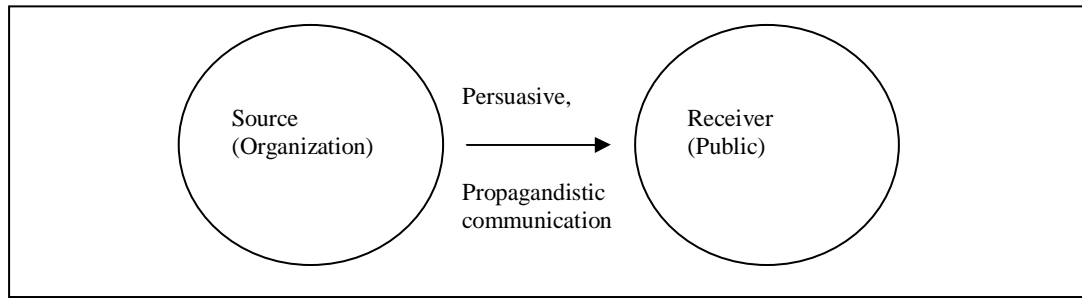 Source
(Organization)
Persuasive,
Propagandistic
communication
Receiver
(Public)